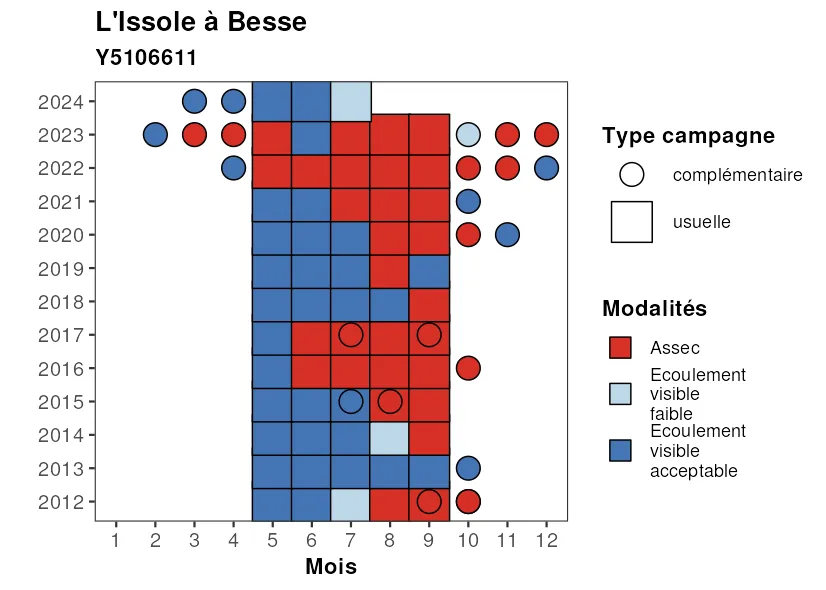 L'Issole à Besse
Y5106611
2024
2023
2022
2021
2020
2019
2018
2017
2016
2015
2014
2013
2012
1 2 3 4 5 6 7 8 9 10 11 12
Mois
Type campagne
complémentaire
usuelle
Modalités
Assec
Ecoulement
visible
faible
Ecoulement
visible
acceptable